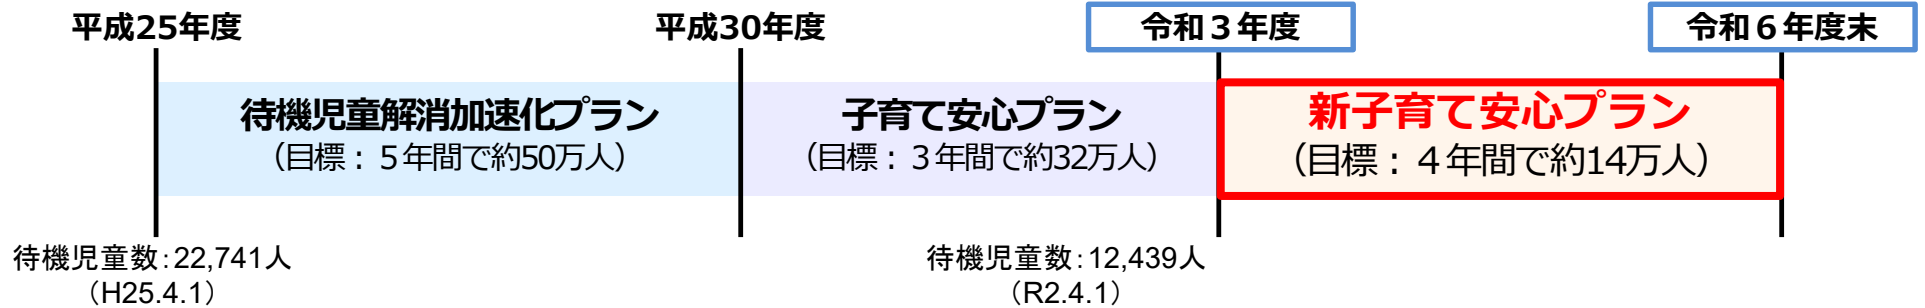 平成25年度
平成30年度
令和３年度
令和６年度末
待機児童解消加速化プラン
（目標：５年間で約50万人）
子育て安心プラン
（目標：３年間で約32万人）
新子育て安心プラン
（目標：４年間で約14万人）
待機児童数：22,741人
（H25.4.1）
待機児童数：12,439人
（R2.4.1）